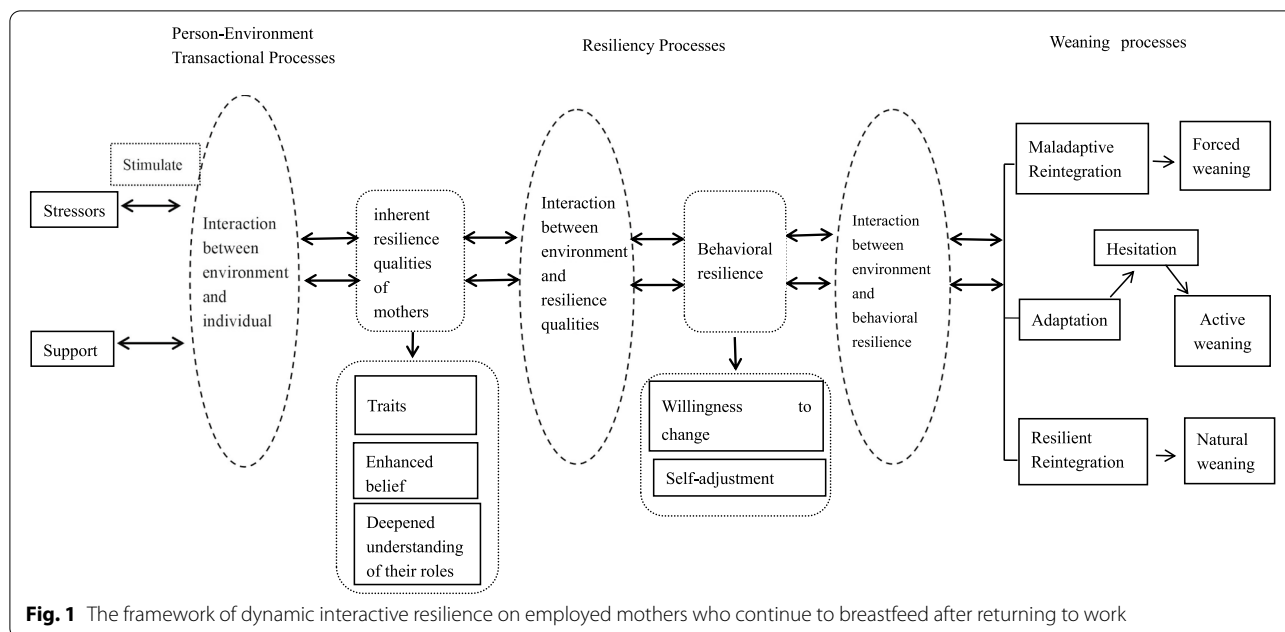 Person-Environment
Transactional Processes
Resiliency Processes
Weaning processes
Stimulate
Stressors
Support
Interaction
between
environment
and
individual
inherent
resilience
qualities
of
mothers
Traits
Enhanced
belief
Deepened
understanding
of their roles
Interaction
between
environment
and
resilience
qualities
Behavioral
resilience
Willingness to
change
Self-adjustment
Interaction
between
environment
and
behavioral
resilience
Maladaptive
Reintegration
Forced
weaning
Hesitation
Adaptation
Active
weaning
Resilient
Reintegration
Natural
weaning
Fig. 1 The framework of dynamic interactive resilience on employed mothers who continue to breastfeed after returning to work